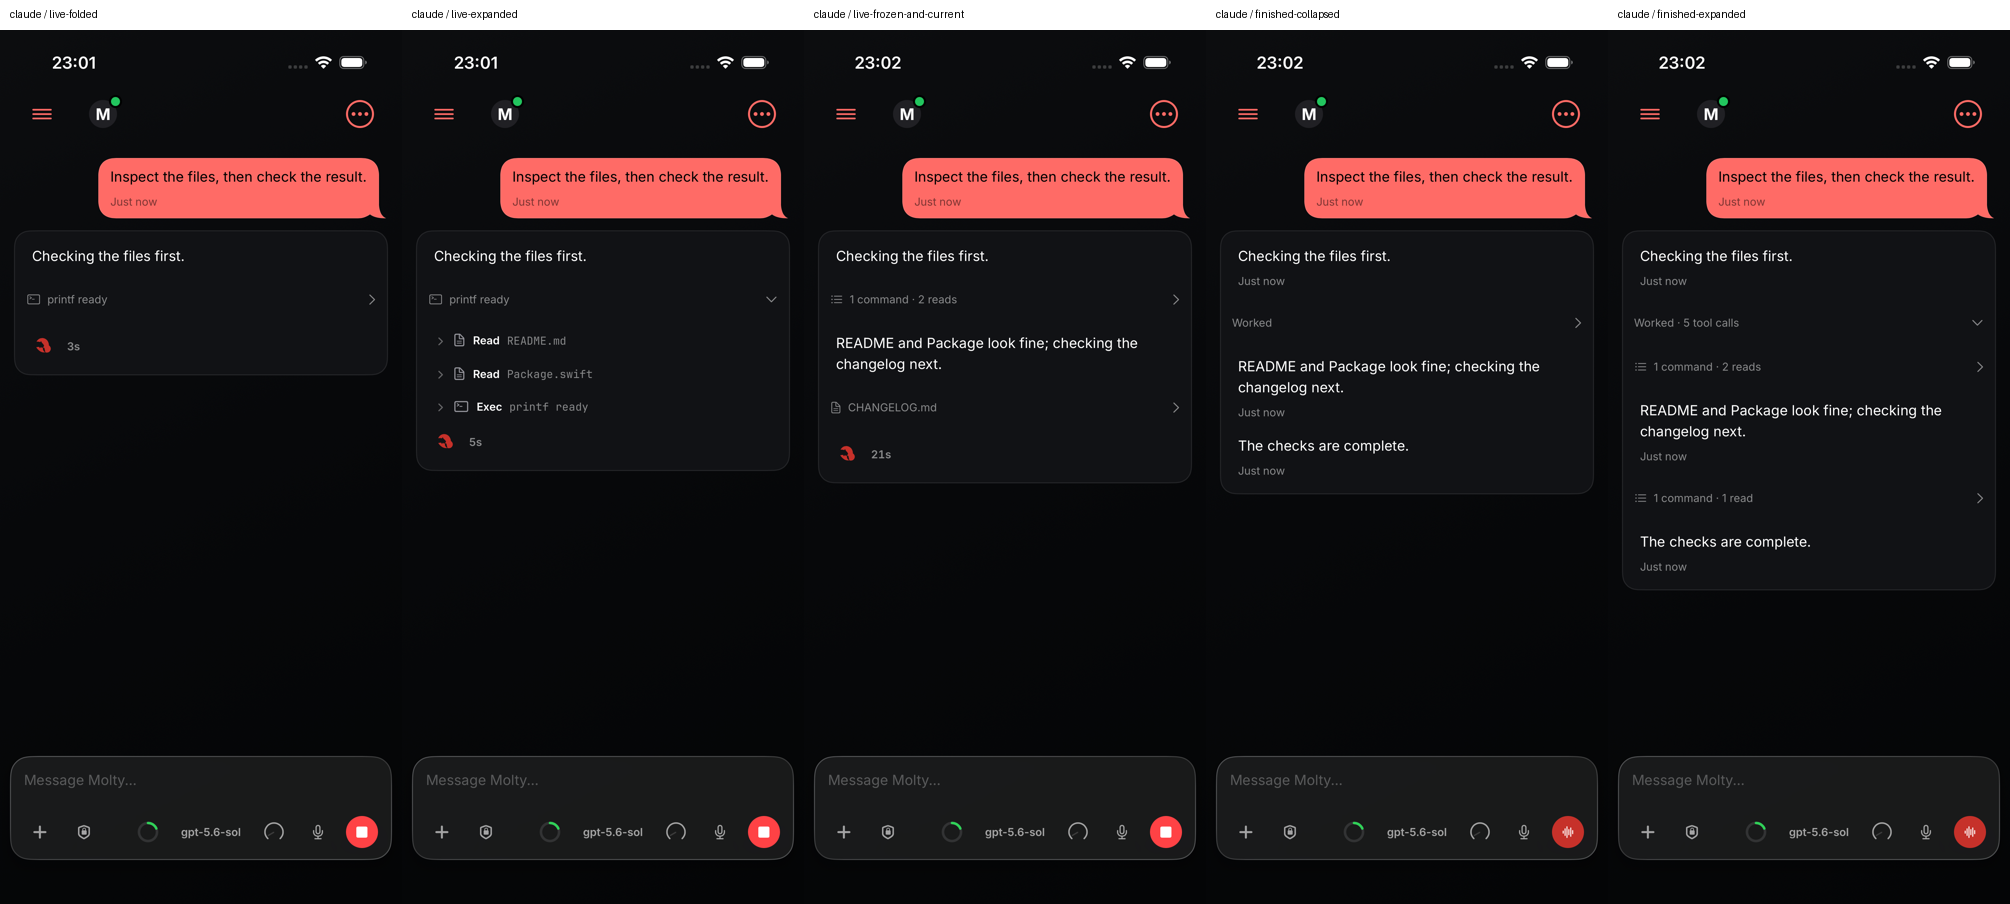 claude / live-folded
23:01
M
Inspect the files, then check the result.
Just now
Checking the files first.
printf ready
3s
Message Molty...
gpt-5.6-sol
claude / live-expanded
23:01
M
Inspect the files, then check the result.
Just now
Checking the files first.
printf ready
Read README.md
Read Package.swift
Exec printf ready
5s
Message Molty...
gpt-5.6-sol
claude / live-frozen-and-current
23:02
M
Inspect the files, then check the result.
Just now
Checking the files first.
1 command · 2 reads
README and Package look fine; checking the
changelog next.
CHANGELOG.md
21s
Message Molty...
gpt-5.6-sol
claude / finished-collapsed
23:02
M
Inspect the files, then check the result.
Just now
Checking the files first.
Just now
Worked
README and Package look fine; checking the
changelog next.
Just now
The checks are complete.
Just now
Message Molty...
gpt-5.6-sol
claude / finished-expanded
23:02
M
Inspect the files, then check the result.
Just now
Checking the files first.
Just now
Worked · 5 tool calls
1 command · 2 reads
README and Package look fine; checking the
changelog next.
Just now
1 command · 1 read
The checks are complete.
Just now
Message Molty...
gpt-5.6-sol